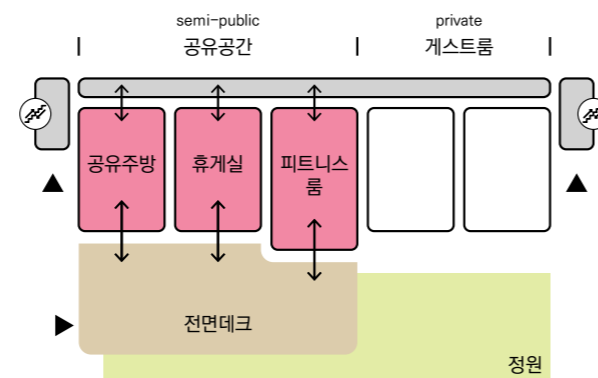 semi-public
공유공간
private
게스트룸
공유주방
휴게실
피트니스
룸
전면데크
정원